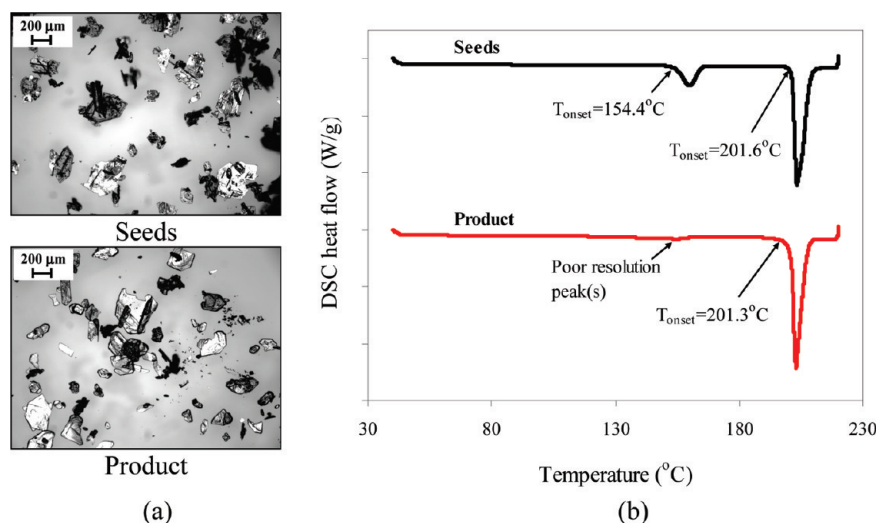 200 µm
Seeds
200 µm
Product
(a)
DSC heat flow (W/g)
Seeds
Tonset=154.4°C
Tonset=201.6°C
Product
Poor resolution
peak(s)
Tonset=201.3°C
30 80 130 180 230
Temperature (°C)
(b)